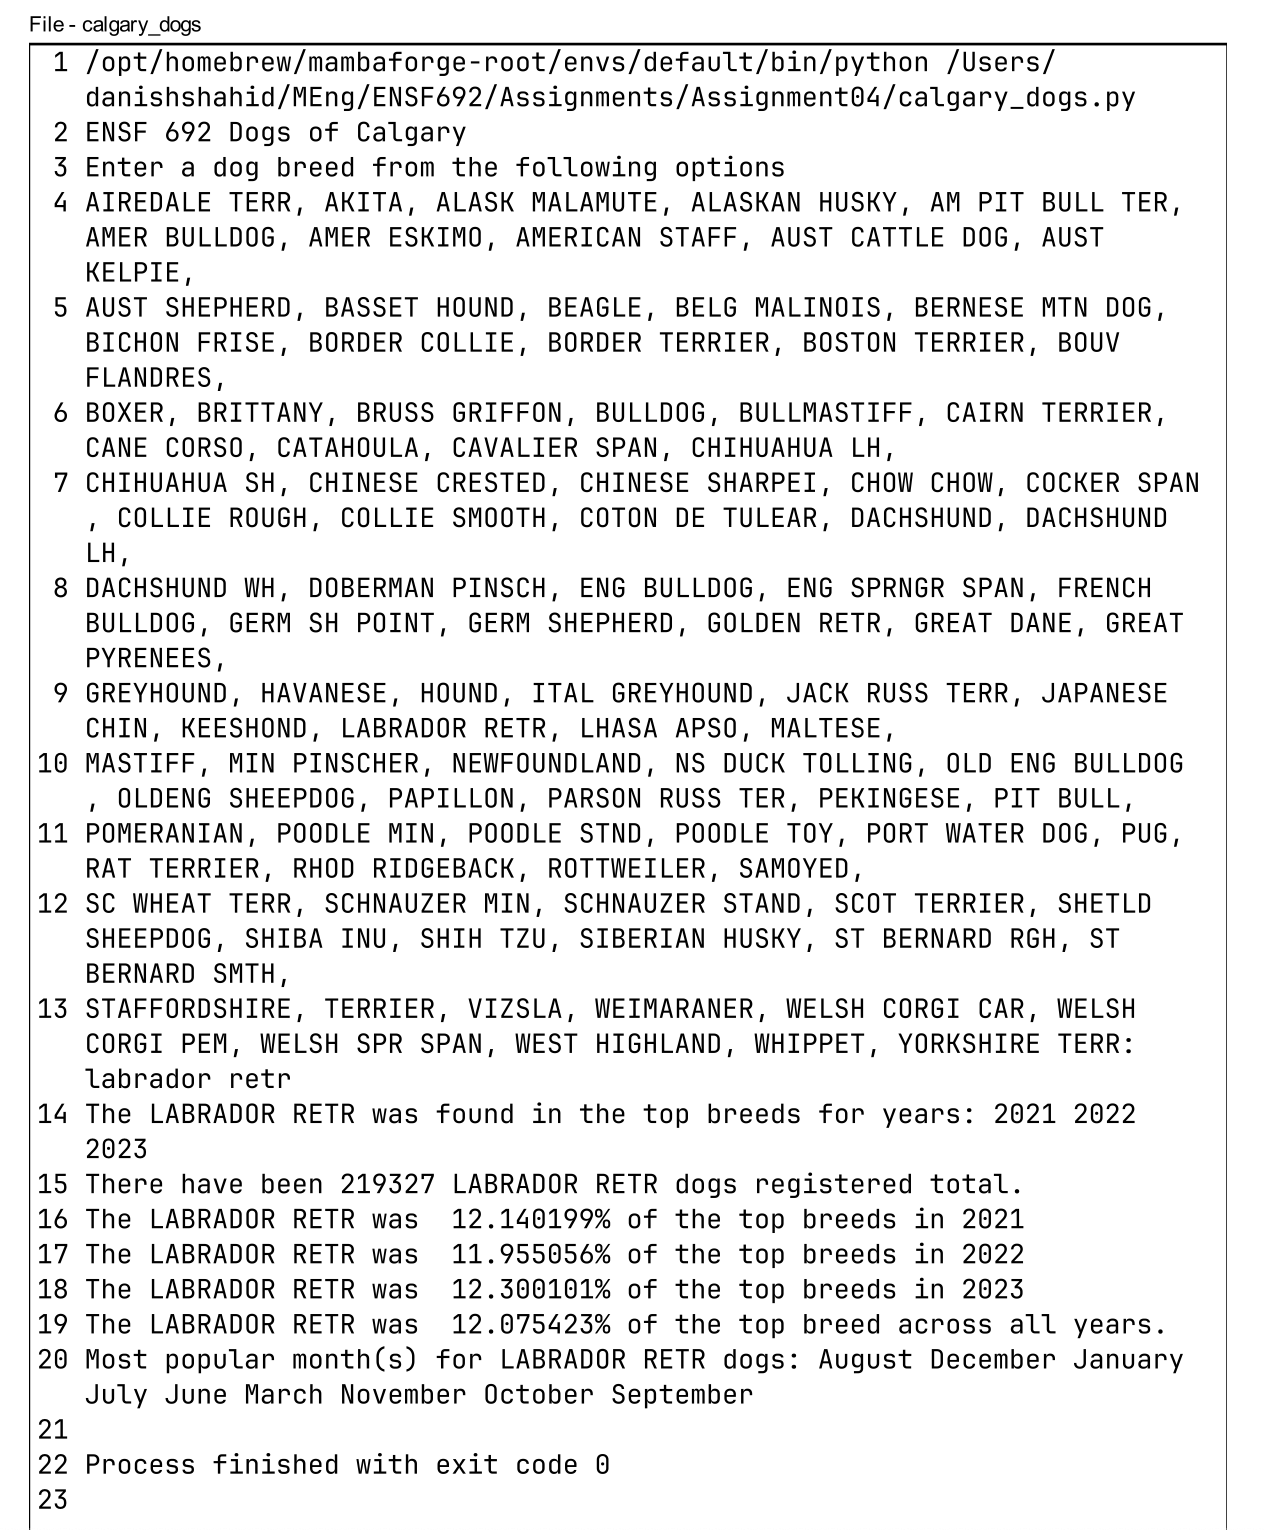 File - calgary_dogs
1 /opt/homebrew/mambaforge-root/envs/default/bin/python /Users/
danishshahid/MEng/ENSF692/Assignments/Assignment04/calgary_dogs.py
2 ENSF 692 Dogs of Calgary
3 Enter a dog breed from the following options
4 AIREDALE TERR, AKITA, ALASK MALAMUTE, ALASKAN HUSKY, AM PIT BULL TER,
AMER BULLDOG, AMER ESKIMO, AMERICAN STAFF, AUST CATTLE DOG, AUST
KELPIE,
5 AUST SHEPHERD, BASSET HOUND, BEAGLE, BELG MALINOIS, BERNESE MTN DOG,
BICHON FRISE, BORDER COLLIE, BORDER TERRIER, BOSTON TERRIER, BOUV
FLANDRES,
6 BOXER, BRITTANY, BRUSS GRIFFON, BULLDOG, BULLMASTIFF, CAIRN TERRIER,
CANE CORSO, CATAHOULA, CAVALIER SPAN, CHIHUAHUA LH,
7 CHIHUAHUA SH, CHINESE CRESTED, CHINESE SHARPEI, CHOW CHOW, COCKER SPAN
, COLLIE ROUGH, COLLIE SMOOTH, COTON DE TULEAR, DACHSHUND, DACHSHUND
LH,
8 DACHSHUND WH, DOBERMAN PINSCH, ENG BULLDOG, ENG SPRNGR SPAN, FRENCH
BULLDOG, GERM SH POINT, GERM SHEPHERD, GOLDEN RETR, GREAT DANE, GREAT
PYRENEES,
9 GREYHOUND, HAVANESE, HOUND, ITAL GREYHOUND, JACK RUSS TERR, JAPANESE
CHIN, KEESHOND, LABRADOR RETR, LHASA APSO, MALTESE,
10 MASTIFF, MIN PINSCHER, NEWFOUNDLAND, NS DUCK TOLLING, OLD ENG BULLDOG
, OLDENG SHEEPDOG, PAPILLON, PARSON RUSS TER, PEKINGESE, PIT BULL,
11 POMERANIAN, POODLE MIN, POODLE STND, POODLE TOY, PORT WATER DOG, PUG,
RAT TERRIER, RHOD RIDGEBACK, ROTTWEILER, SAMOYED,
12 SC WHEAT TERR, SCHNAUZER MIN, SCHNAUZER STAND, SCOT TERRIER, SHETLD
SHEEPDOG, SHIBA INU, SHIH TZU, SIBERIAN HUSKY, ST BERNARD RGH, ST
BERNARD SMTH,
13 STAFFORDSHIRE, TERRIER, VIZSLA, WEIMARANER, WELSH CORGI CAR, WELSH
CORGI PEM, WELSH SPR SPAN, WEST HIGHLAND, WHIPPET, YORKSHIRE TERR:
labrador retr
14 The LABRADOR RETR was found in the top breeds for years: 2021 2022
2023
15 There have been 219327 LABRADOR RETR dogs registered total.
16 The LABRADOR RETR was  12.140199% of the top breeds in 2021
17 The LABRADOR RETR was  11.955056% of the top breeds in 2022
18 The LABRADOR RETR was  12.300101% of the top breeds in 2023
19 The LABRADOR RETR was  12.075423% of the top breed across all years.
20 Most popular month(s) for LABRADOR RETR dogs: August December January
July June March November October September
21
22 Process finished with exit code 0
23